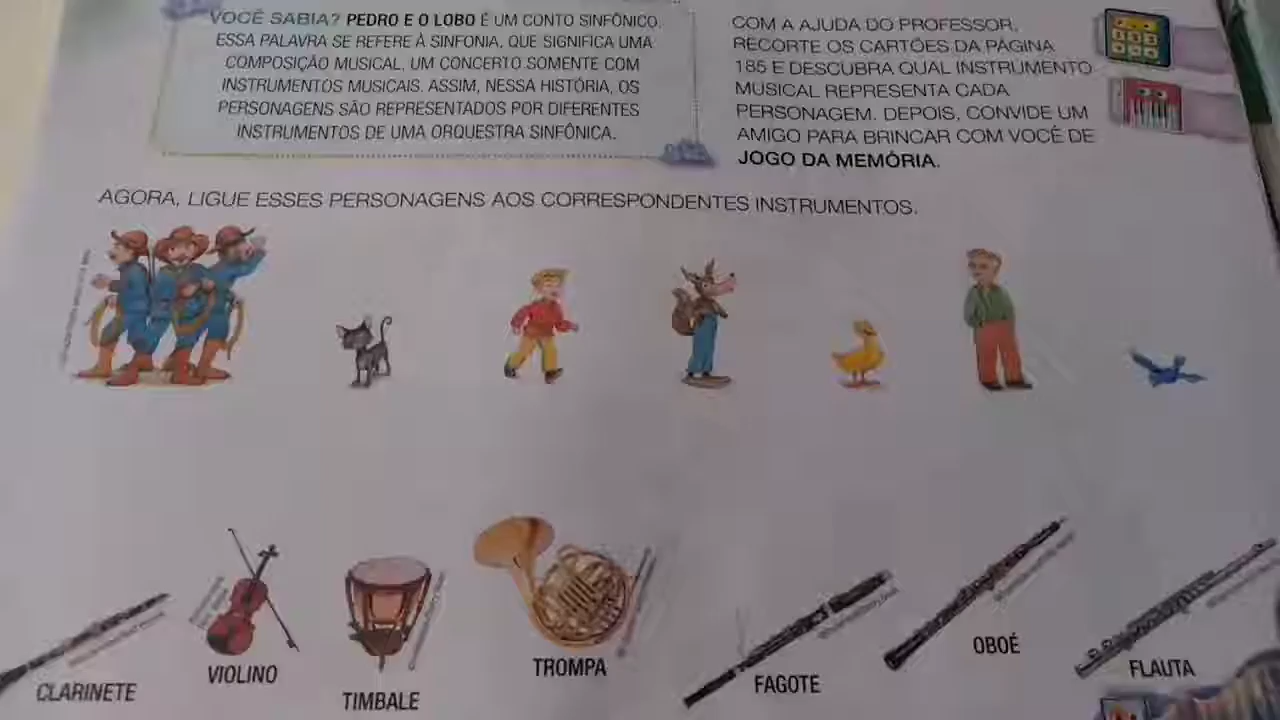 VOCÊ SABIA? PEDRO E O LOBO É UM CONTO SINFÔNICO.
ESSA PALAVRA SE REFERE À SINFONIA, QUE SIGNIFICA UMA
COMPOSIÇÃO MUSICAL, UM CONCERTO SOMENTE COM
INSTRUMENTOS MUSICAIS. ASSIM, NESSA HISTÓRIA, OS
PERSONAGENS SÃO REPRESENTADOS POR DIFERENTES
INSTRUMENTOS DE UMA ORQUESTRA SINFÔNICA.
COM A AJUDA DO PROFESSOR,
RECORTE OS CARTÕES DA PÁGINA
185 E DESCUBRA QUAL INSTRUMENTO
MUSICAL REPRESENTA CADA
PERSONAGEM. DEPOIS, CONVIDE UM
AMIGO PARA BRINCAR COM VOCÊ DE
JOGO DA MEMÓRIA.
AGORA, LIGUE ESSES PERSONAGENS AOS CORRESPONDENTES INSTRUMENTOS.
CLARINETE
VIOLINO
TIMBALE
TROMPA
FAGOTE
OBOÉ
FLAUTA